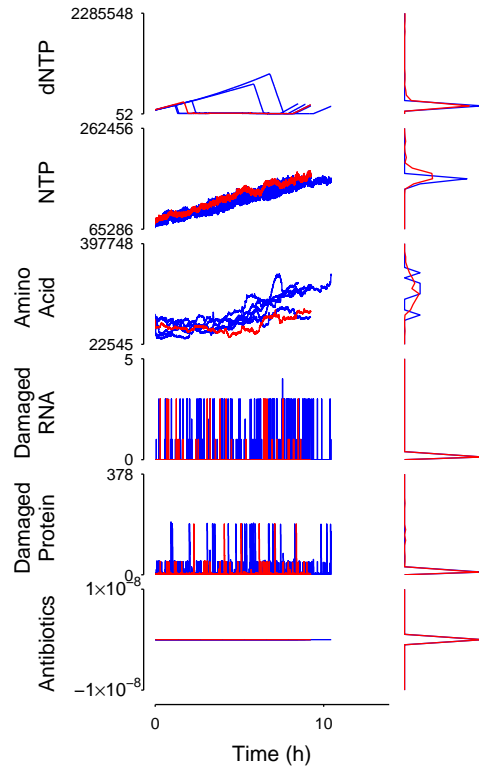 2285548
dNTP
52
262456
NTP
65286
397748
Amino
Acid
22545
5
Damaged
RNA
0
378
Damaged
Protein
0
1×10⁻⁸
Antibiotics
−1×10⁻⁸
0 10
Time (h)